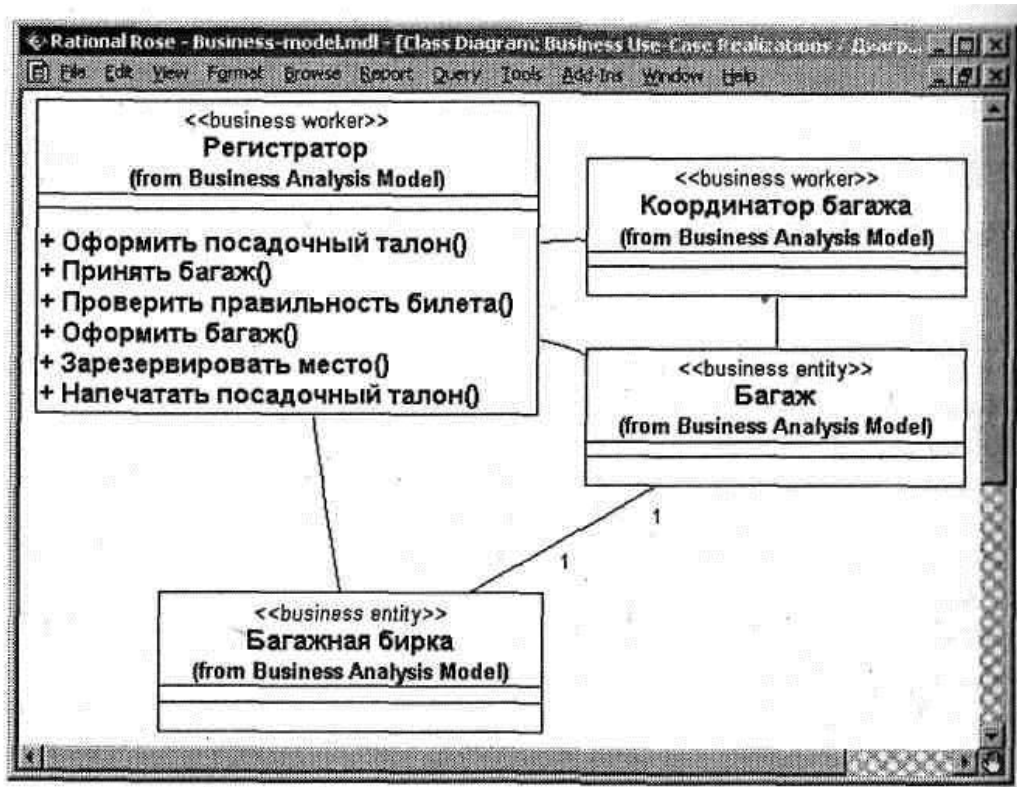 Rational Rose - Business-model.mdl - [Class Diagram: Business Use-Case Realizations / Диагр...
File Edit View Format Browse Report Query Tools Add-Ins Window Help
<<business worker>>
Регистратор
(from Business Analysis Model)
+ Оформить посадочный талон()
+ Принять багаж()
+ Проверить правильность билета()
+ Оформить багаж()
+ Зарезервировать место()
+ Напечатать посадочный талон()
<<business worker>>
Координатор багажа
(from Business Analysis Model)
<<business entity>>
Багаж
(from Business Analysis Model)
1
1
<<business entity>>
Багажная бирка
(from Business Analysis Model)